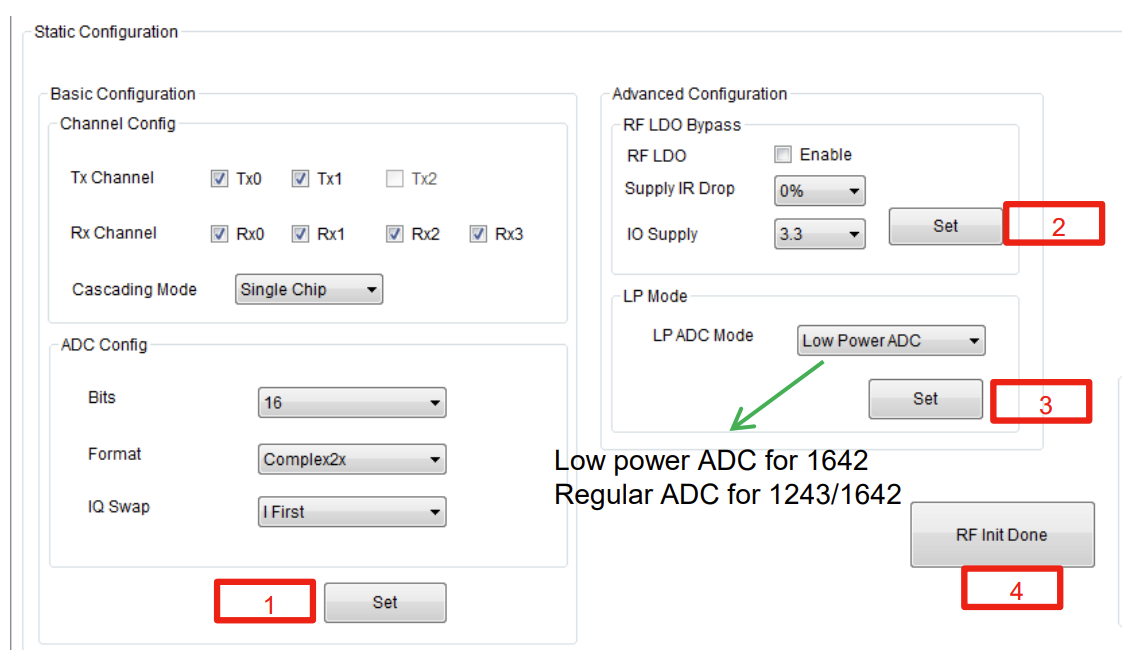 Static Configuration
Basic Configuration
Channel Config
Tx Channel Tx0 Tx1 Tx2
Rx Channel Rx0 Rx1 Rx2 Rx3
Cascading Mode Single Chip
ADC Config
Bits 16
Format Complex2x
IQ Swap I First
1 Set
Advanced Configuration
RF LDO Bypass
RF LDO Enable
Supply IR Drop 0%
IO Supply 3.3 Set 2
LP Mode
LP ADC Mode Low Power ADC
Set 3
Low power ADC for 1642
Regular ADC for 1243/1642
RF Init Done
4